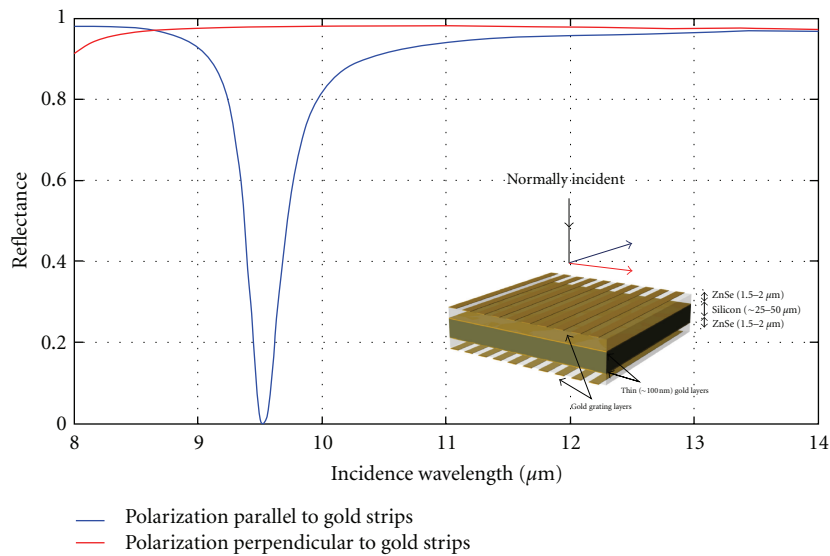 1
0.8
0.6
0.4
0.2
0
Reflectance
8
9
10
11
12
13
14
Incidence wavelength (μm)
Normally incident
ZnSe (1.5–2 μm)
Silicon (~25–50 μm)
ZnSe (1.5–2 μm)
Thin (~100 nm) gold layers
Gold grating layers
Polarization parallel to gold strips
Polarization perpendicular to gold strips